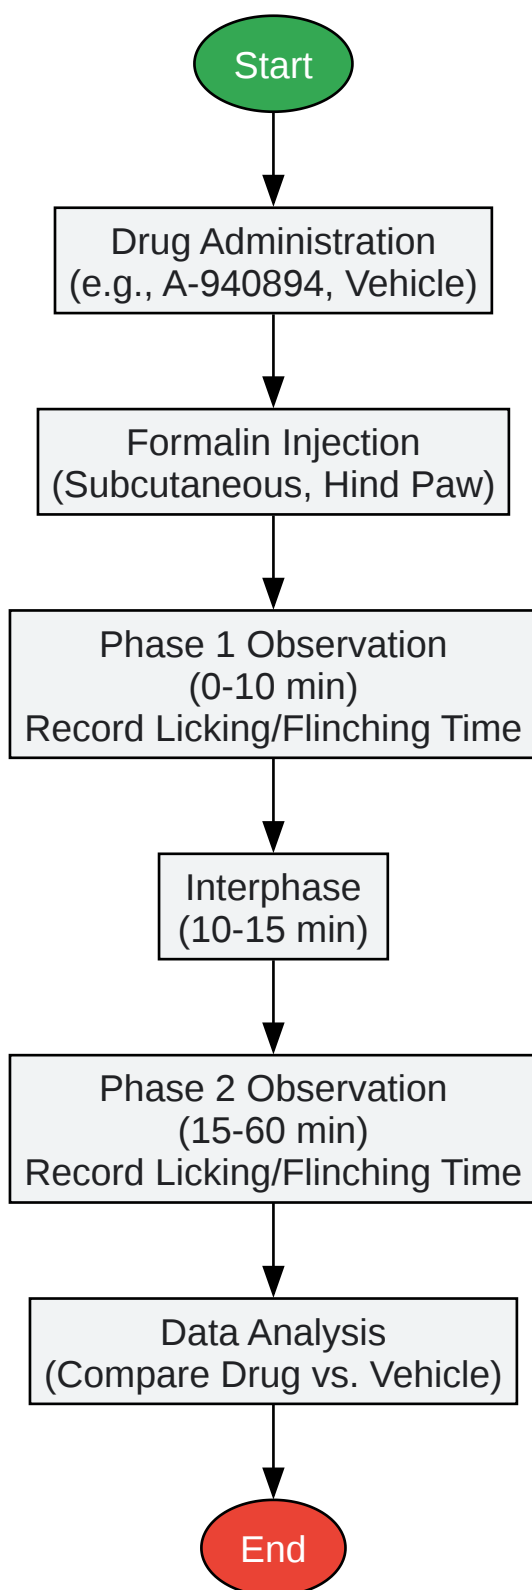 Start
Drug Administration
(e.g., A-940894, Vehicle)
Formalin Injection
(Subcutaneous, Hind Paw)
Phase 1 Observation
(0-10 min)
Record Licking/Flinching Time
Interphase
(10-15 min)
Phase 2 Observation
(15-60 min)
Record Licking/Flinching Time
Data Analysis
(Compare Drug vs. Vehicle)
End